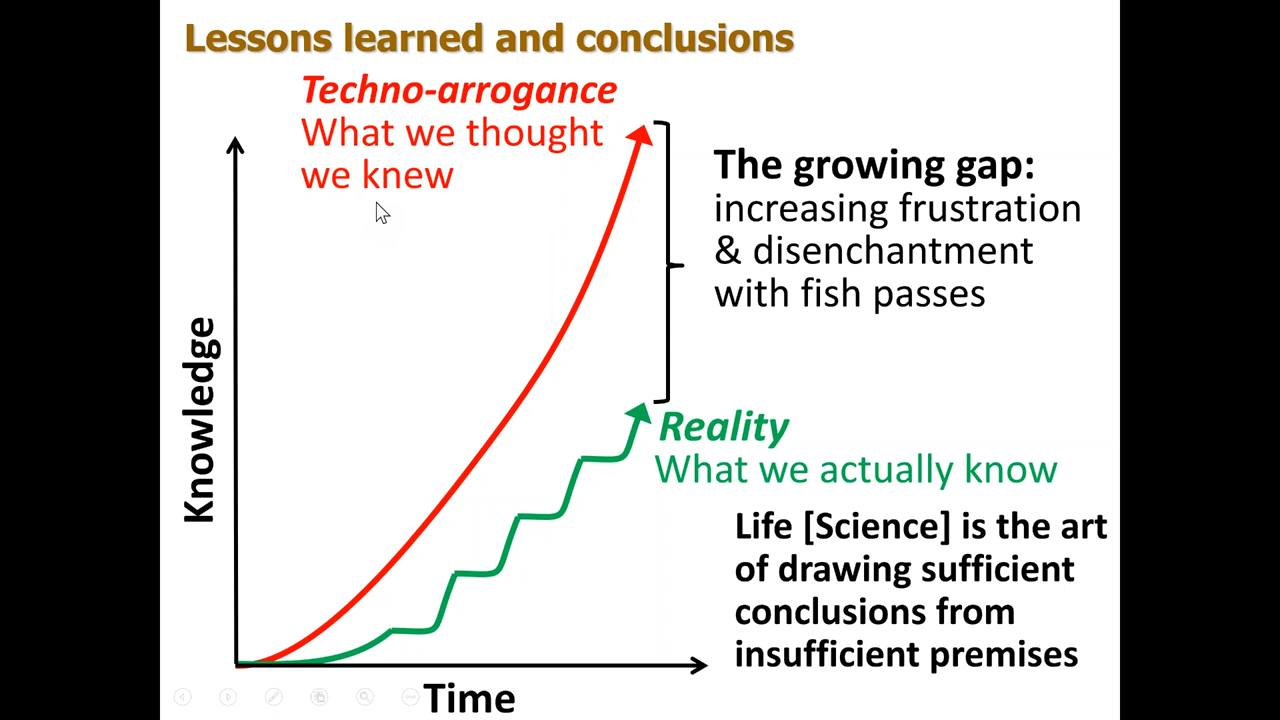 Lessons learned and conclusions
Techno-arrogance
What we thought
we knew
The growing gap:
increasing frustration
& disenchantment
with fish passes
Knowledge
Reality
What we actually know
Life [Science] is the art
of drawing sufficient
conclusions from
insufficient premises
Time